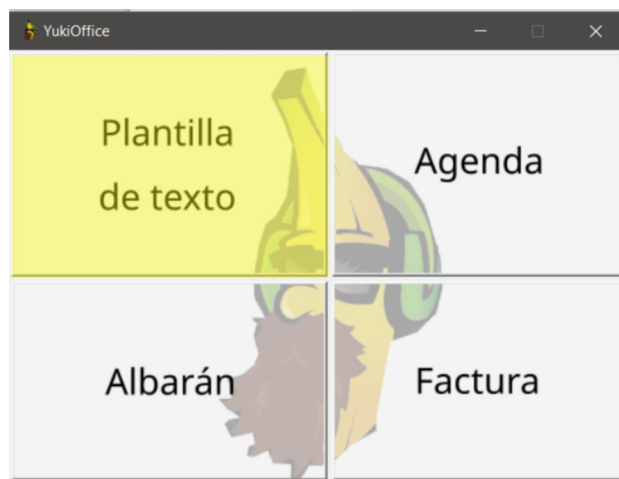 YukiOffice
Plantilla
de texto
Agenda
Albarán
Factura